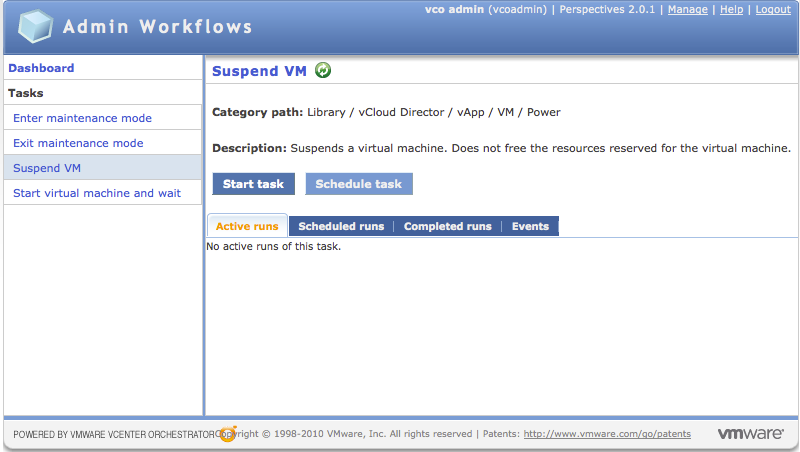 Admin Workflows
vco admin (vcoadmin) | Perspectives 2.0.1 | Manage | Help | Logout
Dashboard
Tasks
Enter maintenance mode
Exit maintenance mode
Suspend VM
Start virtual machine and wait
Suspend VM
Category path: Library / vCloud Director / vApp / VM / Power
Description: Suspends a virtual machine. Does not free the resources reserved for the virtual machine.
Start task Schedule task
Active runs Scheduled runs Completed runs Events
No active runs of this task.
POWERED BY VMWARE VCENTER ORCHESTRATOR Copyright © 1998-2010 VMware, Inc. All rights reserved | Patents: http://www.vmware.com/go/patents vmware